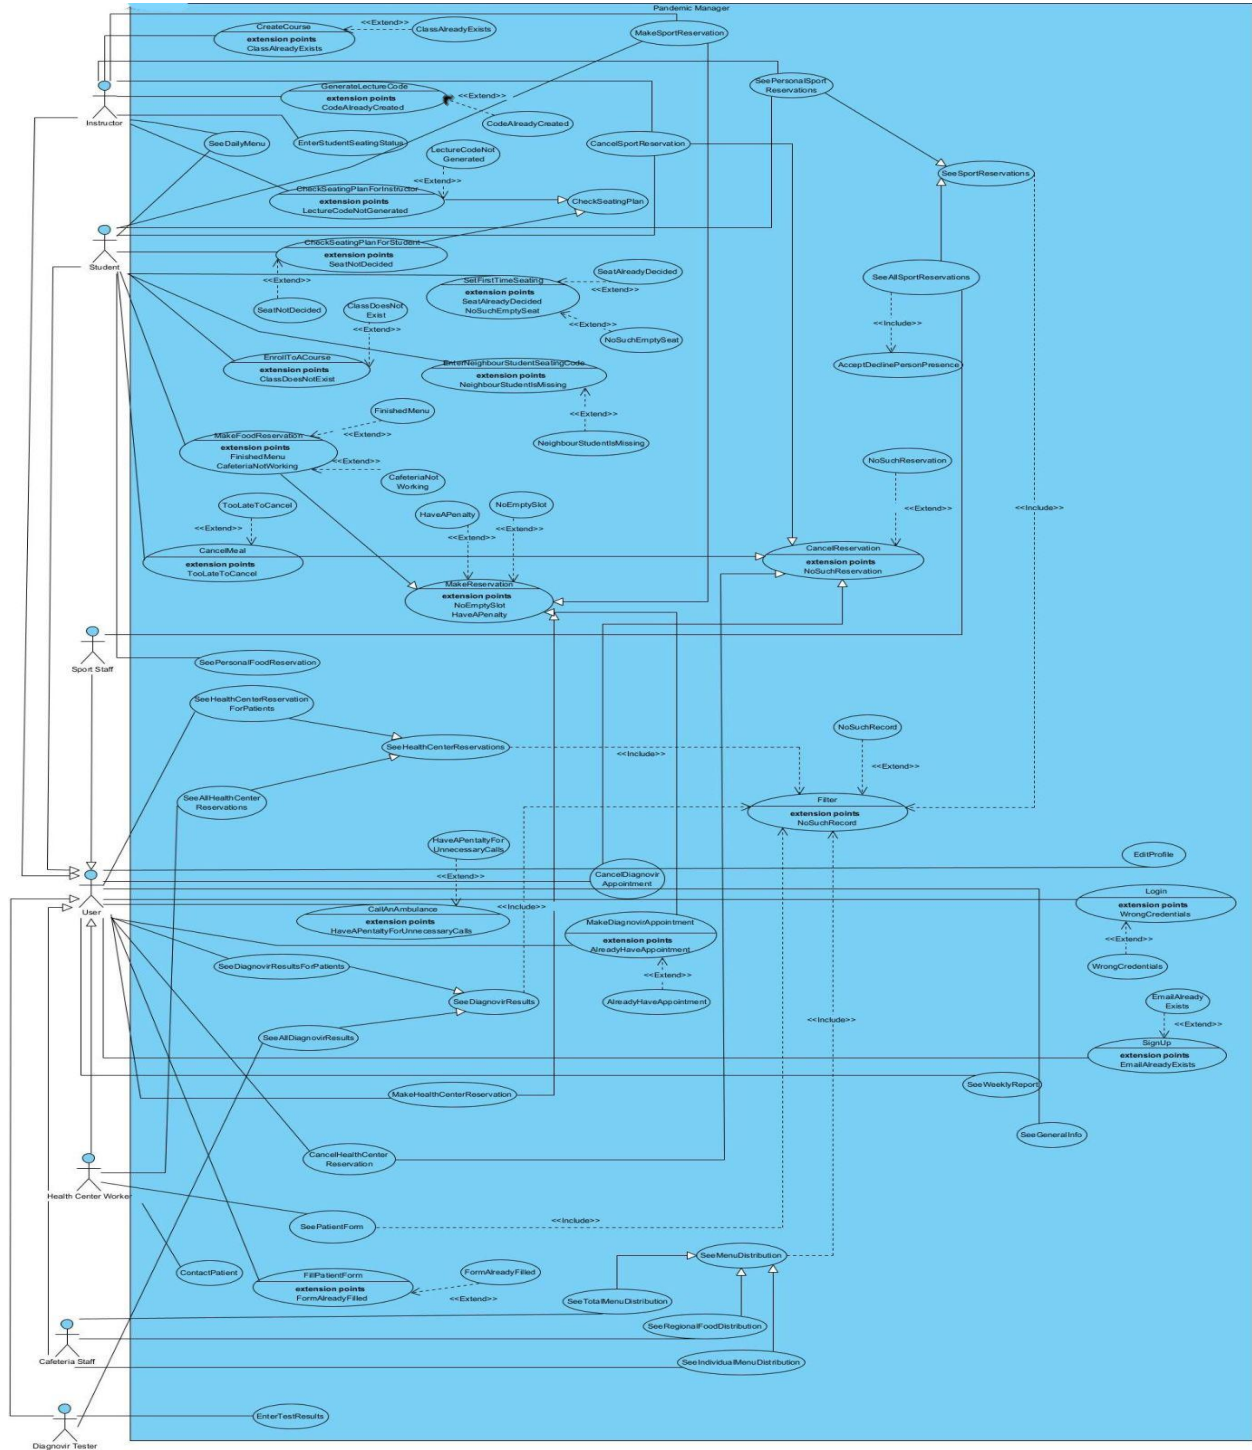 Pandemic Manager
CreateCourse
extension points
ClassAlreadyExists
<<Extend>>
ClassAlreadyExists
MakeSportReservation
GenerateLectureCode
extension points
CodeAlreadyCreated
<<Extend>>
CodeAlreadyCreated
SeePersonalSport
Reservations
Instructor
SeeDailyMenu
EnterStudentSeatingStatus
LectureCodeNot
Generated
<<Extend>>
CancelSportReservation
SeeSportReservations
CheckSeatingPlanForInstructor
extension points
LectureCodeNotGenerated
CheckSeatingPlan
Student
CheckSeatingPlanForStudent
extension points
SeatNotDecided
<<Extend>>
SeatNotDecided
SetFirstTimeSeating
extension points
SeatAlreadyDecided
NoSuchEmptySeat
SeatAlreadyDecided
<<Extend>>
<<Extend>>
NoSuchEmptySeat
SeeAllSportReservations
<<Include>>
AcceptDeclinePersonPresence
ClassDoesNot
Exist
<<Extend>>
EnrollToACourse
extension points
ClassDoesNotExist
EnterNeighbourStudentSeatingCode
extension points
NeighbourStudentIsMissing
<<Extend>>
NeighbourStudentIsMissing
FinishedMenu
<<Extend>>
MakeFoodReservation
extension points
FinishedMenu
CafeteriaNotWorking
<<Extend>>
CafeteriaNot
Working
NoSuchReservation
<<Extend>>
<<Include>>
TooLateToCancel
<<Extend>>
CancelMeal
extension points
TooLateToCancel
HaveAPenalty
<<Extend>>
NoEmptySlot
<<Extend>>
CancelReservation
extension points
NoSuchReservation
MakeReservation
extension points
NoEmptySlot
HaveAPenalty
Sport Staff
SeePersonalFoodReservation
SeeHealthCenterReservation
ForPatients
SeeHealthCenterReservations
<<Include>>
NoSuchRecord
<<Extend>>
SeeAllHealthCenter
Reservations
Filter
extension points
NoSuchRecord
HaveAPentaltyFor
UnnecessaryCalls
<<Extend>>
EditProfile
CancelDiagnovir
Appointment
User
CallAnAmbulance
extension points
HaveAPentaltyForUnnecessaryCalls
<<Include>>
MakeDiagnovirAppointment
extension points
AlreadyHaveAppointment
<<Extend>>
AlreadyHaveAppointment
Login
extension points
WrongCredentials
<<Extend>>
WrongCredentials
SeeDiagnovirResultsForPatients
SeeDiagnovirResults
SeeAllDiagnovirResults
<<Include>>
EmailAlready
Exists
<<Extend>>
SignUp
extension points
EmailAlreadyExists
MakeHealthCenterReservation
SeeWeeklyReport
SeeGeneralInfo
CancelHealthCenter
Reservation
Health Center Worker
SeePatientForm
<<Include>>
ContactPatient
FillPatientForm
extension points
FormAlreadyFilled
FormAlreadyFilled
<<Extend>>
SeeMenuDistribution
SeeTotalMenuDistribution
SeeRegionalFoodDistribution
SeeIndividualMenuDistribution
Cafeteria Staff
EnterTestResults
Diagnovir Tester